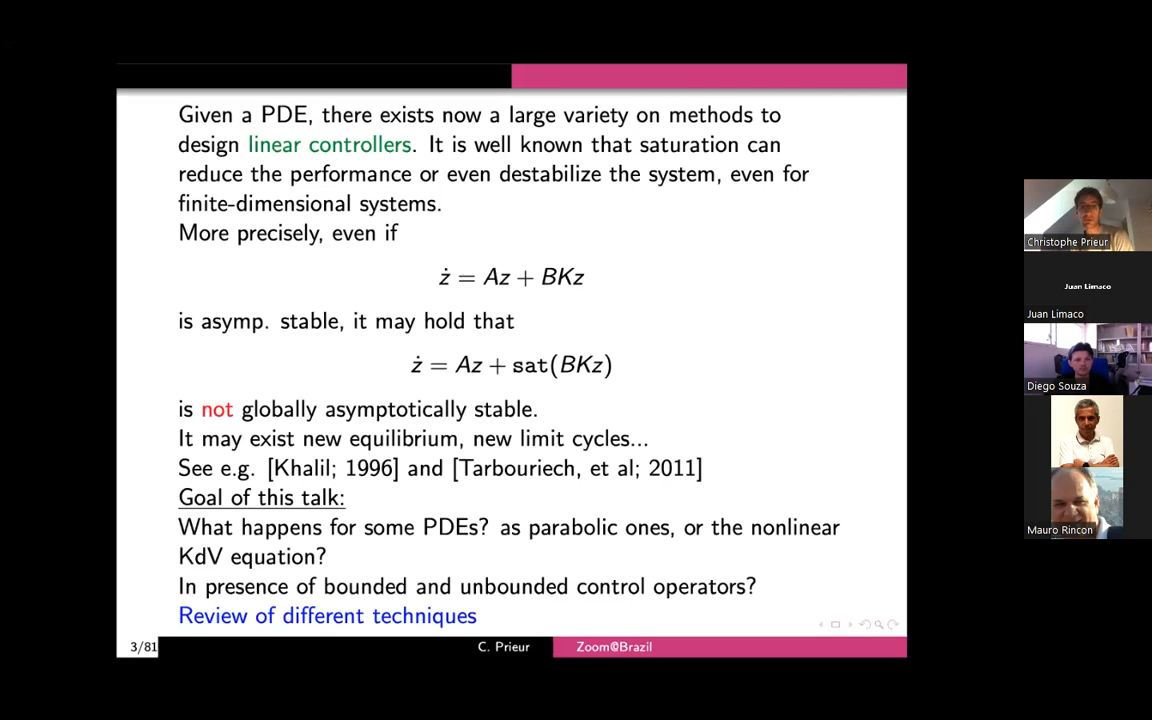 Given a PDE, there exists now a large variety on methods to
design linear controllers. It is well known that saturation can
reduce the performance or even destabilize the system, even for
finite-dimensional systems.
More precisely, even if
ż = Az + BKz
is asymp. stable, it may hold that
ż = Az + sat(BKz)
is not globally asymptotically stable.
It may exist new equilibrium, new limit cycles...
See e.g. [Khalil; 1996] and [Tarbouriech, et al; 2011]
Goal of this talk:
What happens for some PDEs? as parabolic ones, or the nonlinear
KdV equation?
In presence of bounded and unbounded control operators?
Review of different techniques
3/81
C. Prieur
Zoom@Brazil
Christophe Prieur
Juan Limaco
Juan Limaco
Diego Souza
Mauro Rincon